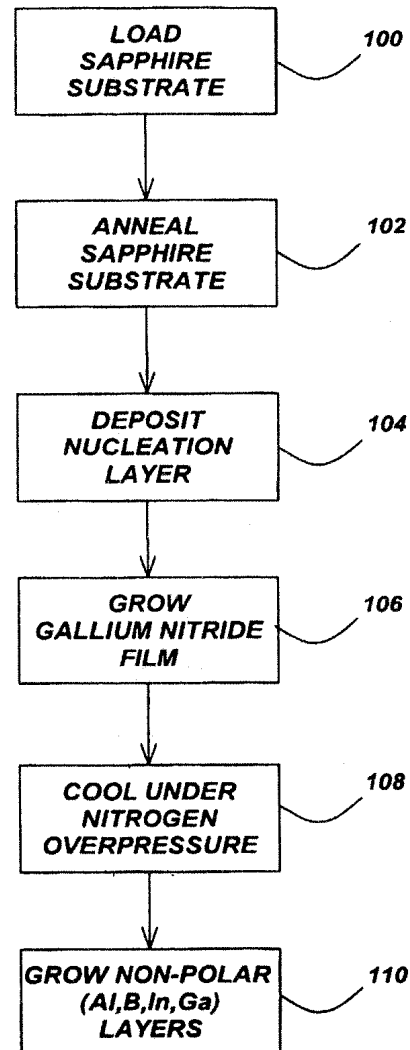 LOAD
SAPPHIRE
SUBSTRATE
100
ANNEAL
SAPPHIRE
SUBSTRATE
102
DEPOSIT
NUCLEATION
LAYER
104
GROW
GALLIUM NITRIDE
FILM
106
COOL UNDER
NITROGEN
OVERPRESSURE
108
GROW NON-POLAR
(Al,B,In,Ga)
LAYERS
110